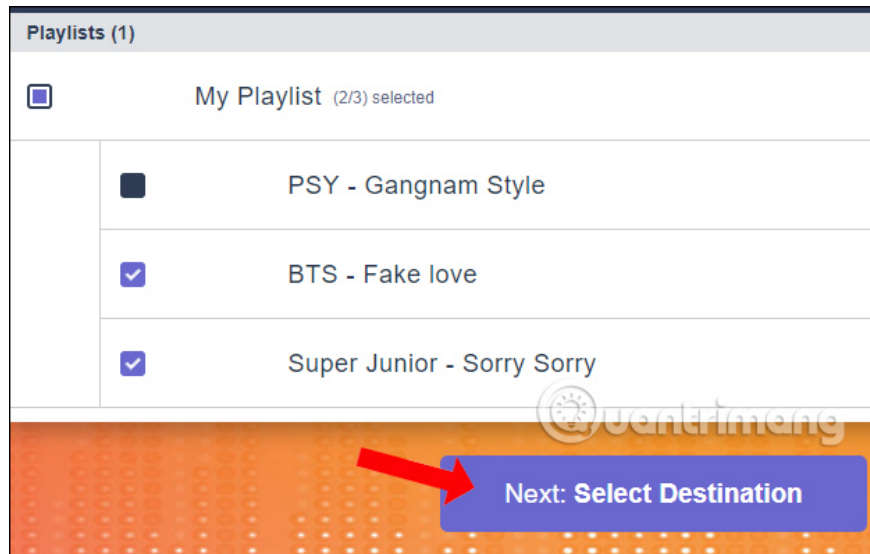 Playlists (1)
My Playlist (2/3) selected
PSY - Gangnam Style
BTS - Fake love
Super Junior - Sorry Sorry
Quantrimang
Next: Select Destination